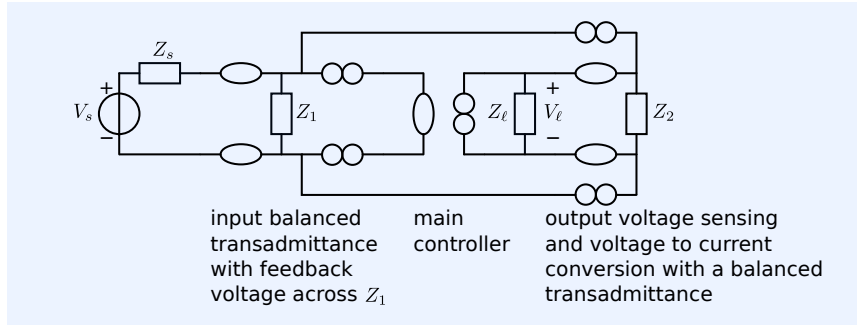 Z_s
+
V_s
−
Z_1
Z_ℓ
+
V_ℓ
−
Z_2
input balanced
transadmittance
with feedback
voltage across Z_1
main
controller
output voltage sensing
and voltage to current
conversion with a balanced
transadmittance